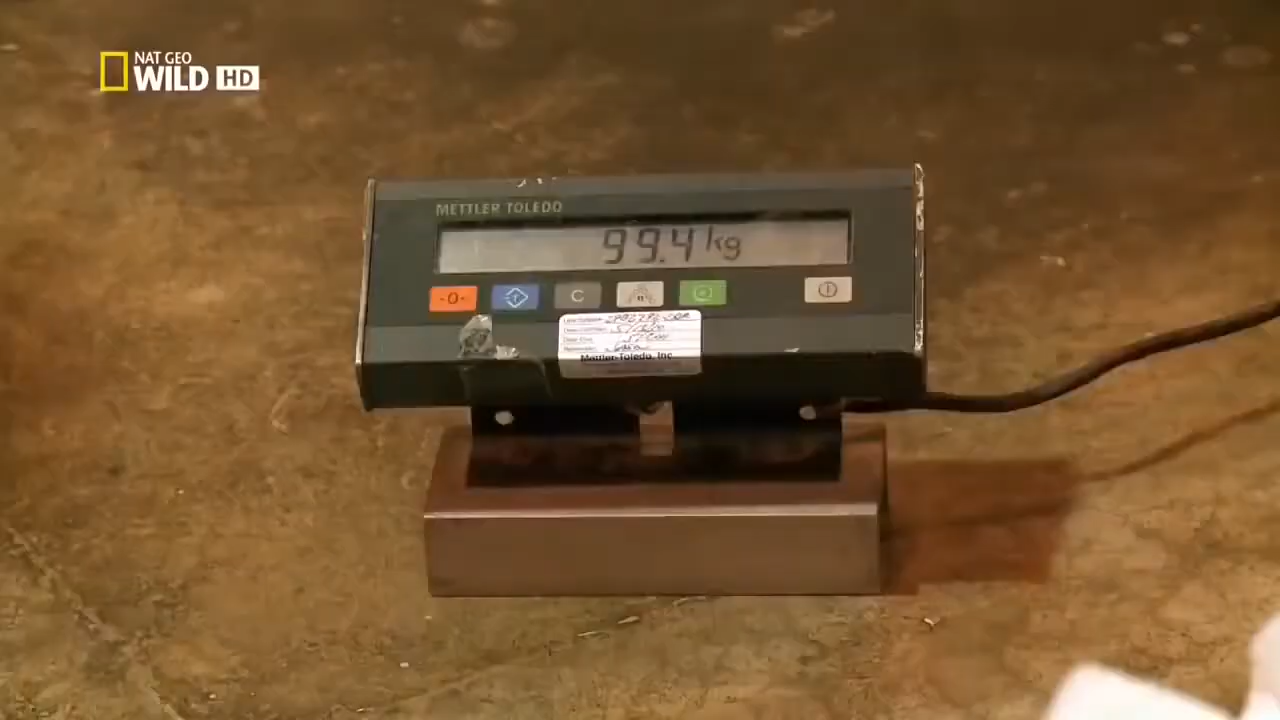 NAT GEO
WILD HD
METTLER TOLEDO
99.4 kg
-0-
T
C
Mettler-Toledo, Inc